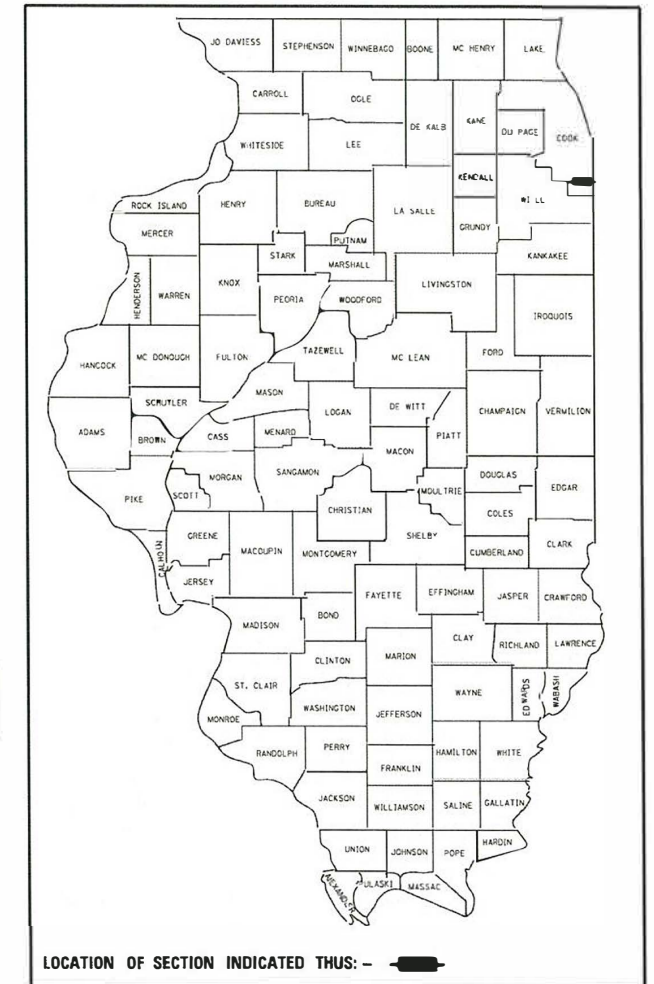 JO DAVIESS STEPHENSON WINNEBAGO BOONE MC HENRY LAKE
CARROLL OGLE
DE KALB KANE DU PAGE COOK
WHITESIDE LEE
KENDALL
ROCK ISLAND HENRY BUREAU LA SALLE WILL
MERCER PUTNAM GRUNDY
STARK MARSHALL KANKAKEE
HENDERSON WARREN KNOX PEORIA WOODFORD LIVINGSTON
IROQUOIS
HANCOCK MC DONOUGH FULTON TAZEWELL MC LEAN FORD
MASON
SCHUYLER LOGAN DE WITT CHAMPAIGN VERMILION
ADAMS BROWN CASS MENARD PIATT
MACON
PIKE SCOTT MORGAN SANGAMON MOULTRIE DOUGLAS EDGAR
CHRISTIAN COLES
GREENE MACOUPIN MONTGOMERY SHELBY CUMBERLAND CLARK
CALHOUN JERSEY
FAYETTE EFFINGHAM JASPER CRAWFORD
MADISON BOND
CLAY RICHLAND LAWRENCE
CLINTON MARION
ST. CLAIR WAYNE EDWARDS WABASH
MONROE WASHINGTON JEFFERSON
RANDOLPH PERRY HAMILTON WHITE
FRANKLIN
JACKSON WILLIAMSON SALINE GALLATIN
UNION JOHNSON POPE HARDIN
ALEXANDER ULASKI MASSAC
LOCATION OF SECTION INDICATED THUS: -